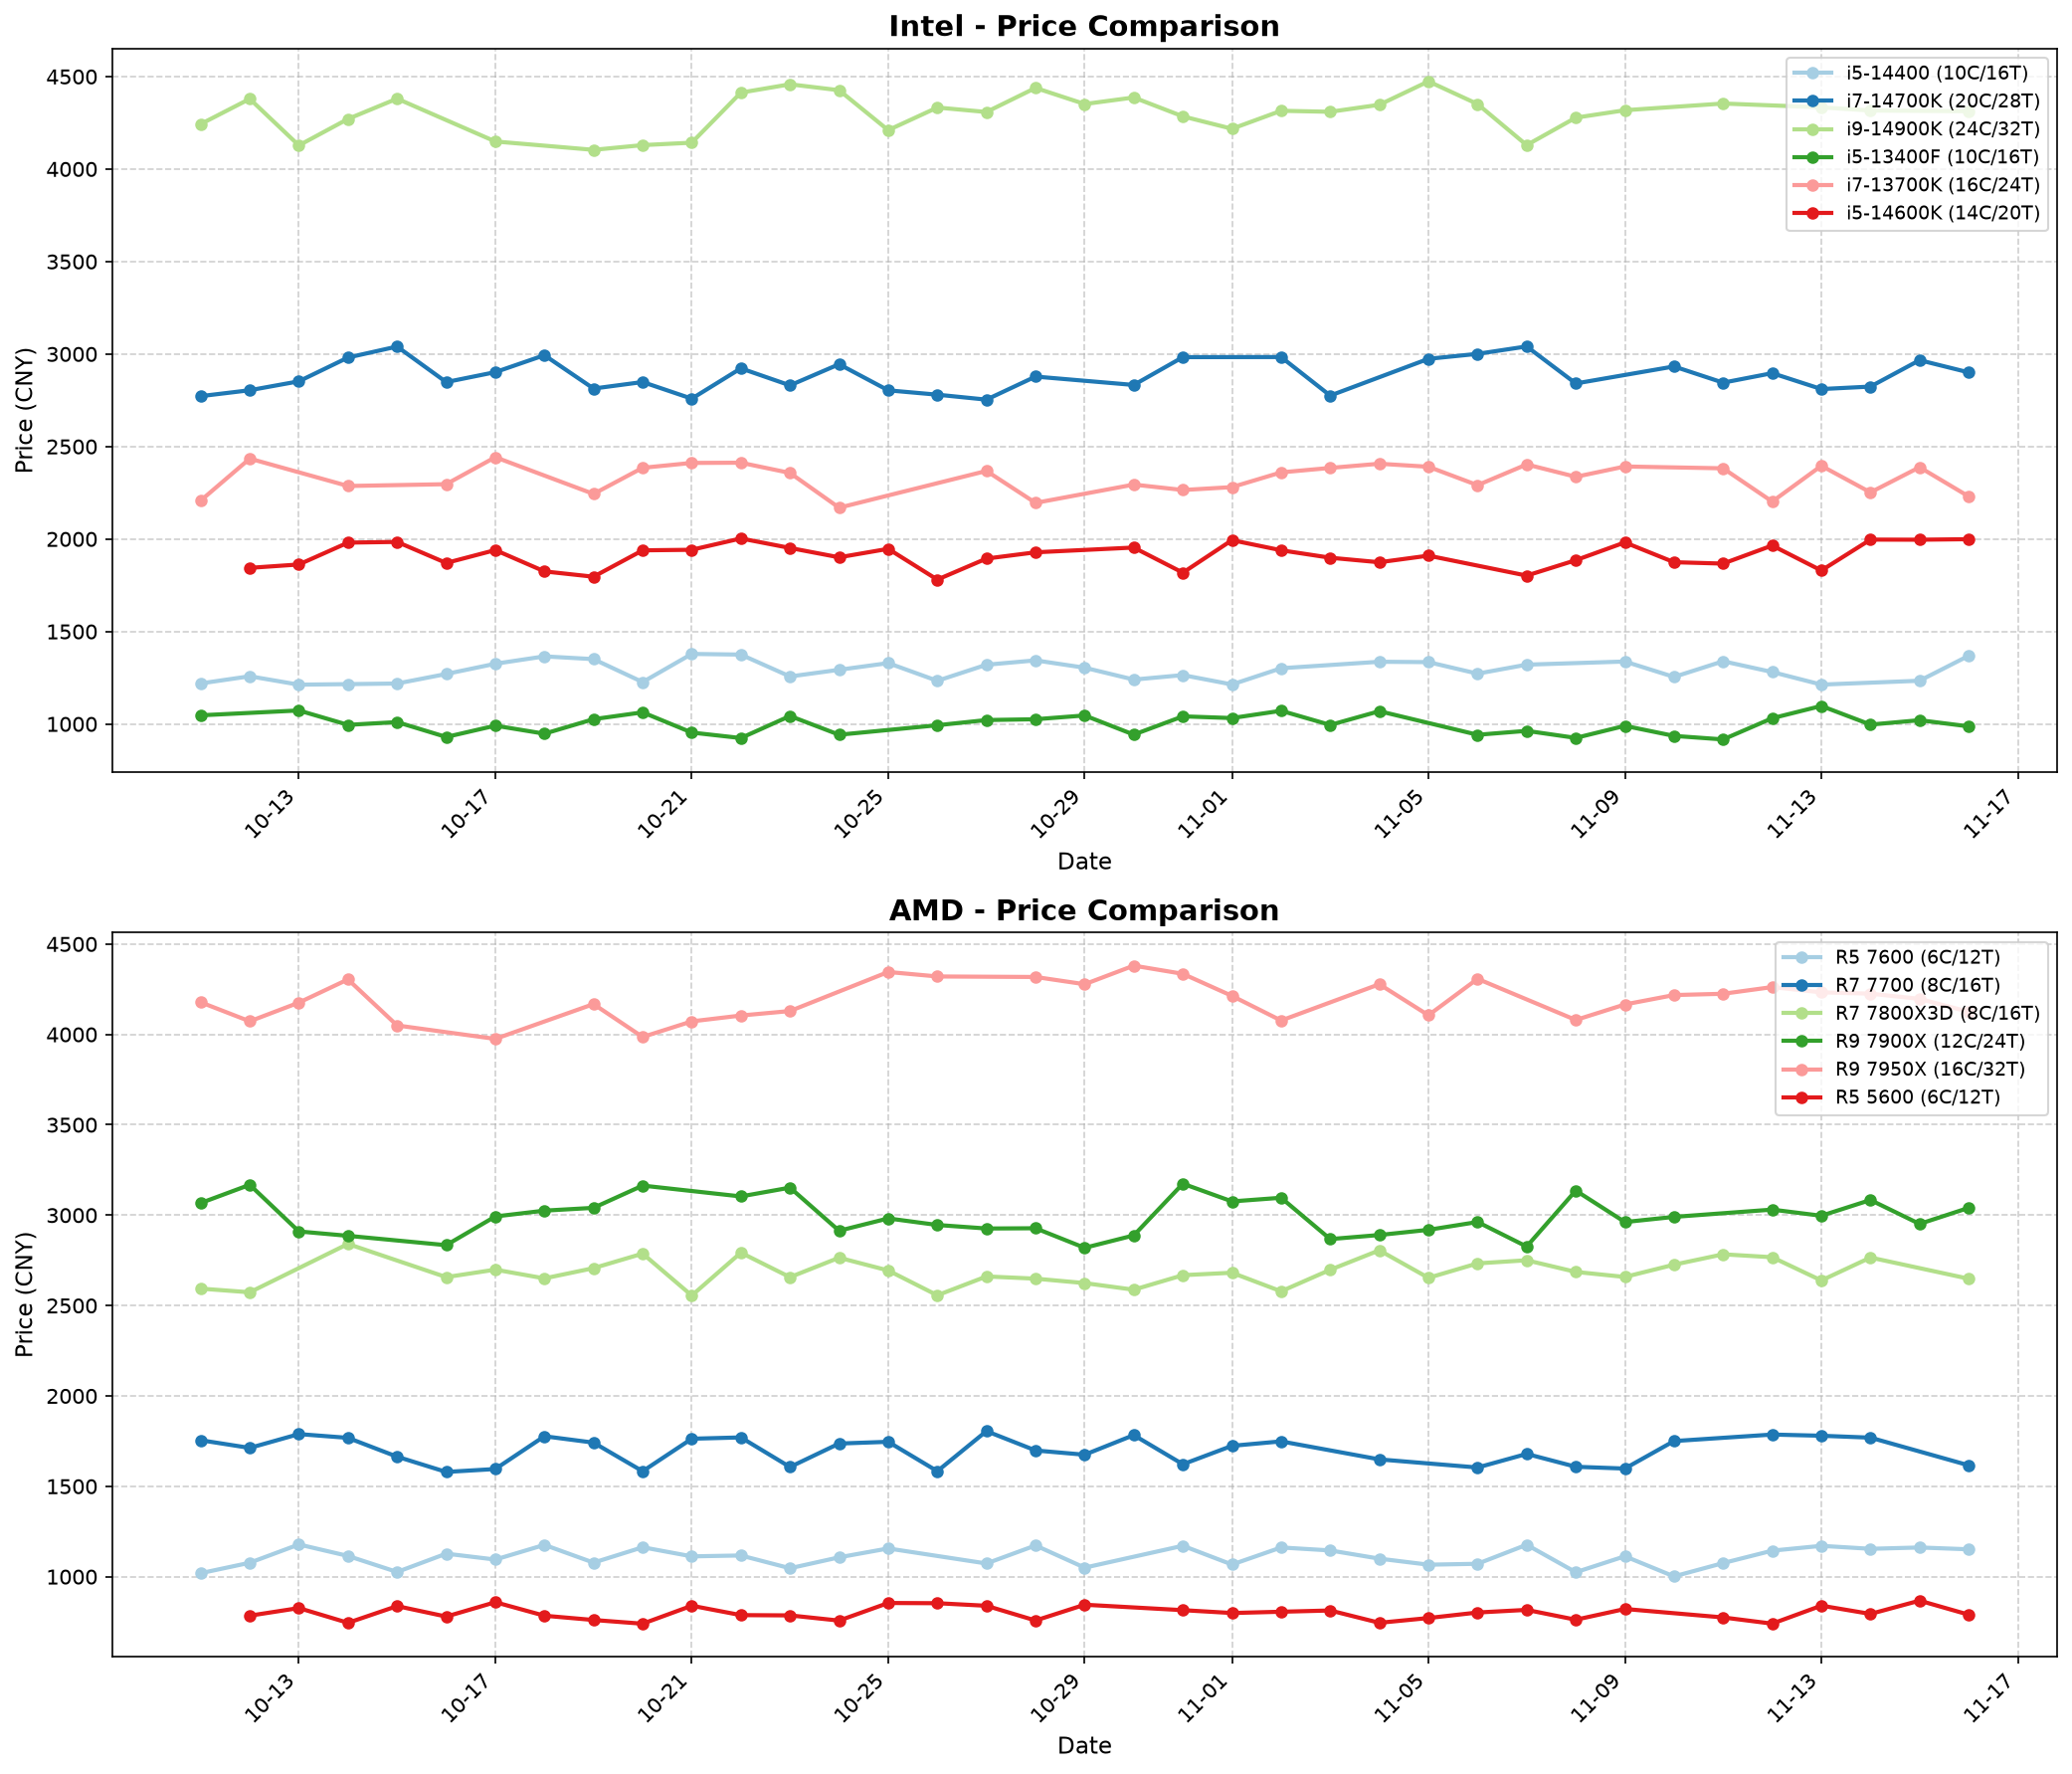 Intel - Price Comparison
Price (CNY)
4500
4000
3500
3000
2500
2000
1500
1000
i5-14400 (10C/16T)
i7-14700K (20C/28T)
i9-14900K (24C/32T)
i5-13400F (10C/16T)
i7-13700K (16C/24T)
i5-14600K (14C/20T)
10-13
10-17
10-21
10-25
10-29
11-01
11-05
11-09
11-13
11-17
Date
AMD - Price Comparison
Price (CNY)
4500
4000
3500
3000
2500
2000
1500
1000
R5 7600 (6C/12T)
R7 7700 (8C/16T)
R7 7800X3D (8C/16T)
R9 7900X (12C/24T)
R9 7950X (16C/32T)
R5 5600 (6C/12T)
10-13
10-17
10-21
10-25
10-29
11-01
11-05
11-09
11-13
11-17
Date